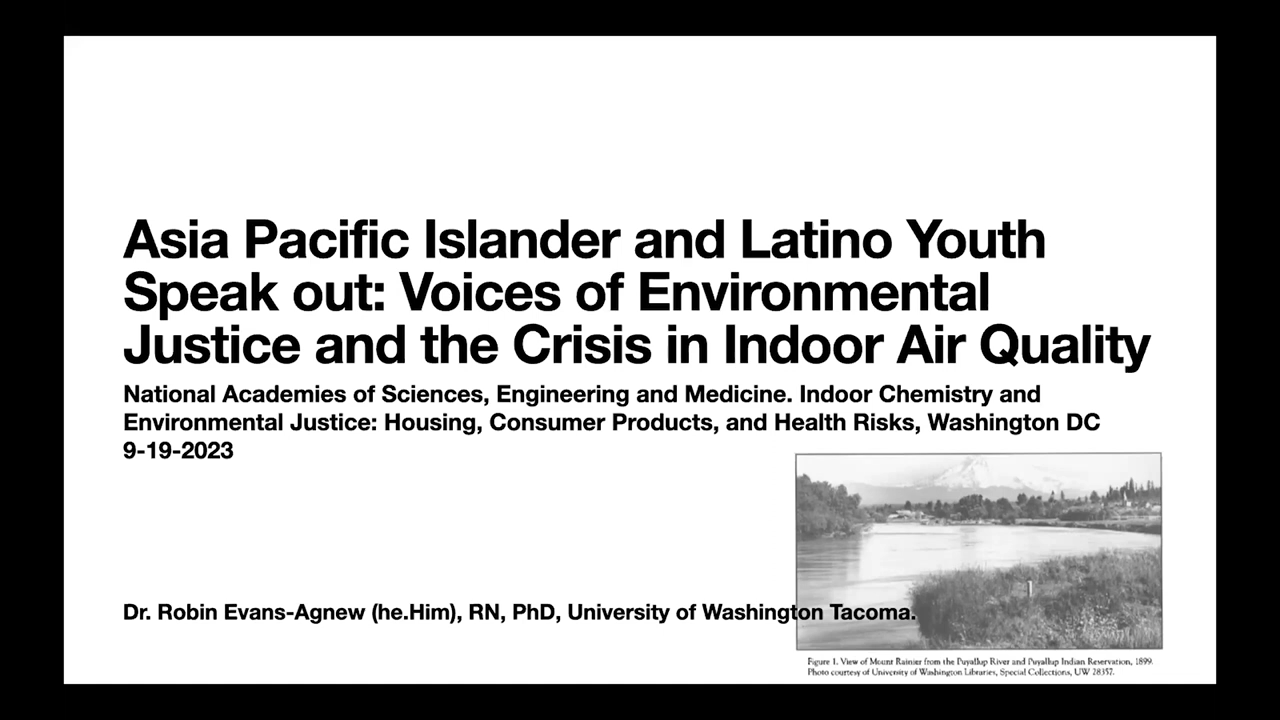 Asia Pacific Islander and Latino Youth
Speak out: Voices of Environmental
Justice and the Crisis in Indoor Air Quality
National Academies of Sciences, Engineering and Medicine. Indoor Chemistry and
Environmental Justice: Housing, Consumer Products, and Health Risks, Washington DC
9-19-2023
Dr. Robin Evans-Agnew (he.Him), RN, PhD, University of Washington Tacoma.
Figure 1. View of Mount Rainier from the Puyallup River and Puyallup Indian Reservation, 1899.
Photo courtesy of University of Washington Libraries, Special Collections, UW 28357.